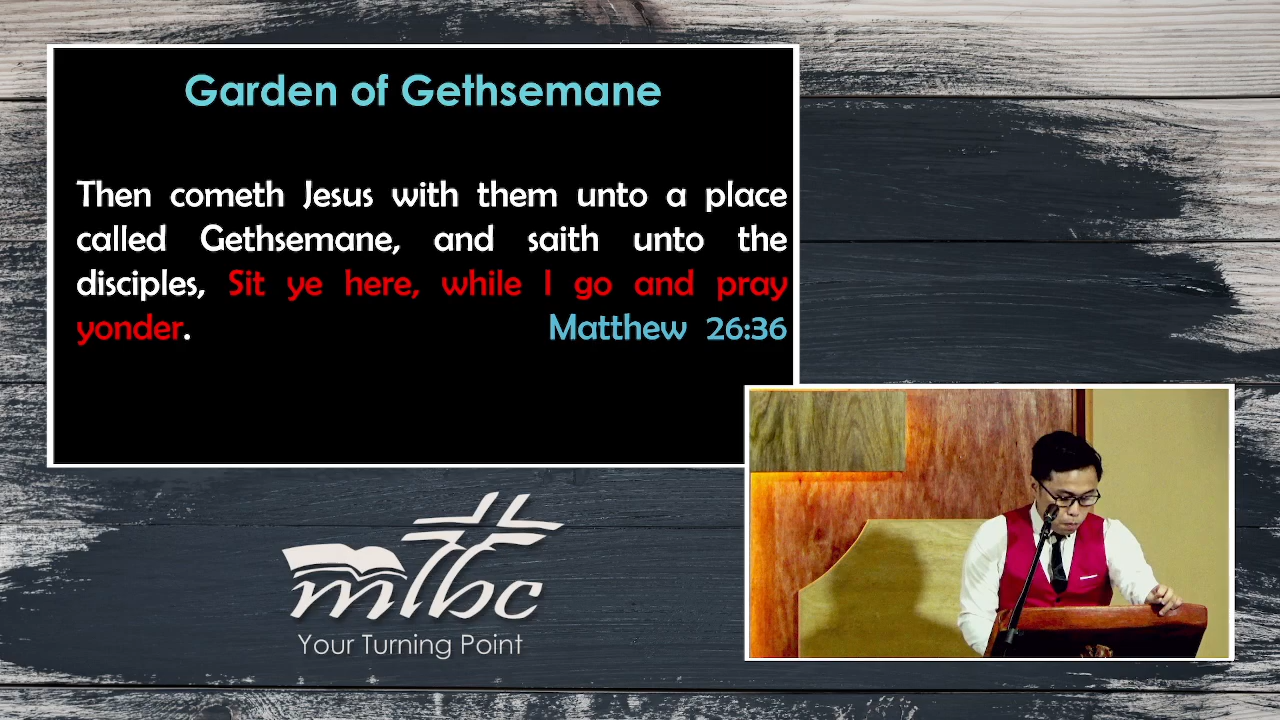 Garden of Gethsemane
Then cometh Jesus with them unto a place
called Gethsemane, and saith unto the
disciples, Sit ye here, while I go and pray
yonder. Matthew 26:36
mlbc
Your Turning Point